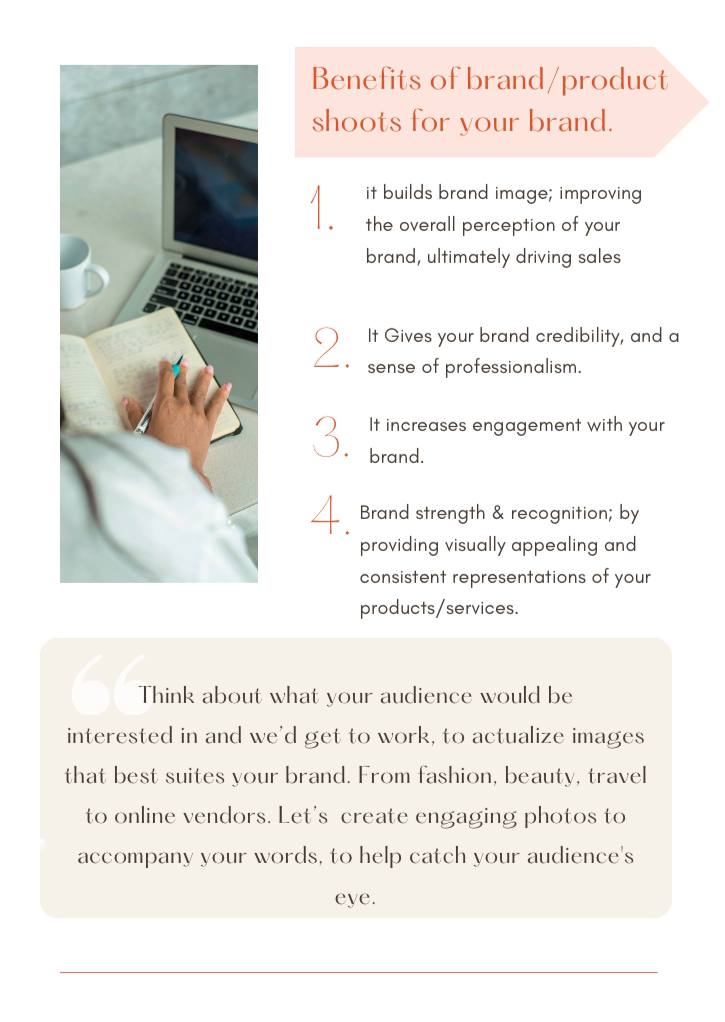 Benefits of brand/product
shoots for your brand.
1. it builds brand image; improving
the overall perception of your
brand, ultimately driving sales
2. It Gives your brand credibility, and a
sense of professionalism.
3. It increases engagement with your
brand.
4. Brand strength & recognition; by
providing visually appealing and
consistent representations of your
products/services.
“Think about what your audience would be
interested in and we’d get to work, to actualize images
that best suites your brand. From fashion, beauty, travel
to online vendors. Let’s create engaging photos to
accompany your words, to help catch your audience's
eye.